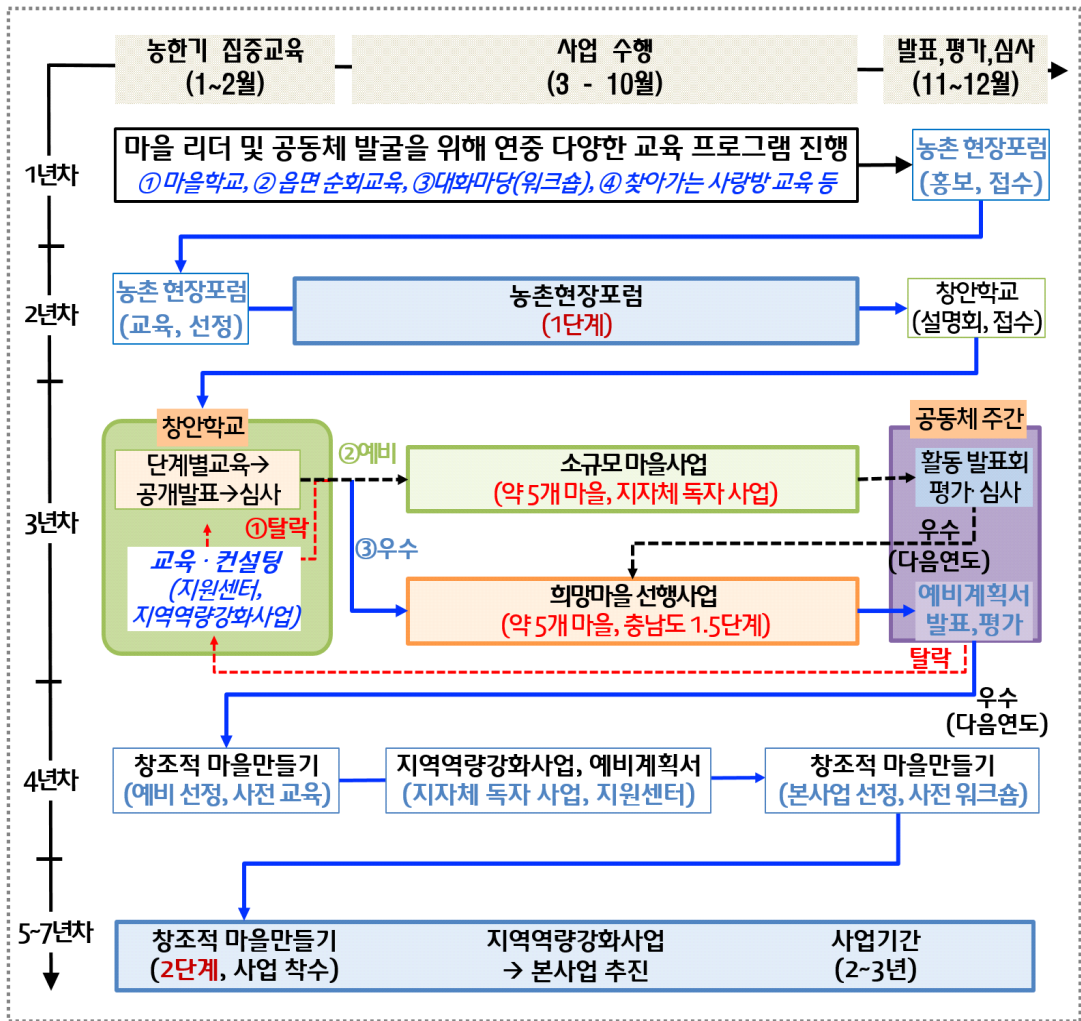 농한기 집중교육
(1~2월)
사업 수행
(3 - 10월)
발표,평가,심사
(11~12월)
1년차
마을 리더 및 공동체 발굴을 위해 연중 다양한 교육 프로그램 진행
① 마을학교, ② 읍면 순회교육, ③대화마당(워크숍), ④ 찾아가는 사랑방 교육 등
농촌 현장포럼
(홍보, 접수)
2년차
농촌 현장포럼
(교육, 선정)
농촌현장포럼
(1단계)
창안학교
(설명회, 접수)
3년차
창안학교
단계별교육→
공개발표→심사
①탈락
교육 · 컨설팅
(지원센터,
지역역량강화사업)
②예비
③우수
소규모 마을사업
(약 5개 마을, 지자체 독자 사업)
희망마을 선행사업
(약 5개 마을, 충남도 1.5단계)
공동체 주간
활동 발표회
평가·심사
우수
(다음연도)
예비계획서
발표,평가
탈락
우수
(다음연도)
4년차
창조적 마을만들기
(예비 선정, 사전 교육)
지역역량강화사업, 예비계획서
(지자체 독자 사업, 지원센터)
창조적 마을만들기
(본사업 선정, 사전 워크숍)
5~7년차
창조적 마을만들기
(2단계, 사업 착수)
지역역량강화사업
→ 본사업 추진
사업기간
(2~3년)